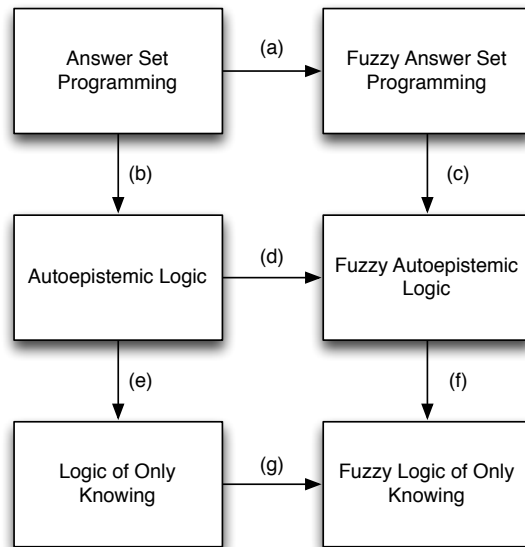 Answer Set
Programming
(a)
Fuzzy Answer Set
Programming
(b)
(c)
Autoepistemic Logic
(d)
Fuzzy Autoepistemic
Logic
(e)
(f)
Logic of Only
Knowing
(g)
Fuzzy Logic of Only
Knowing